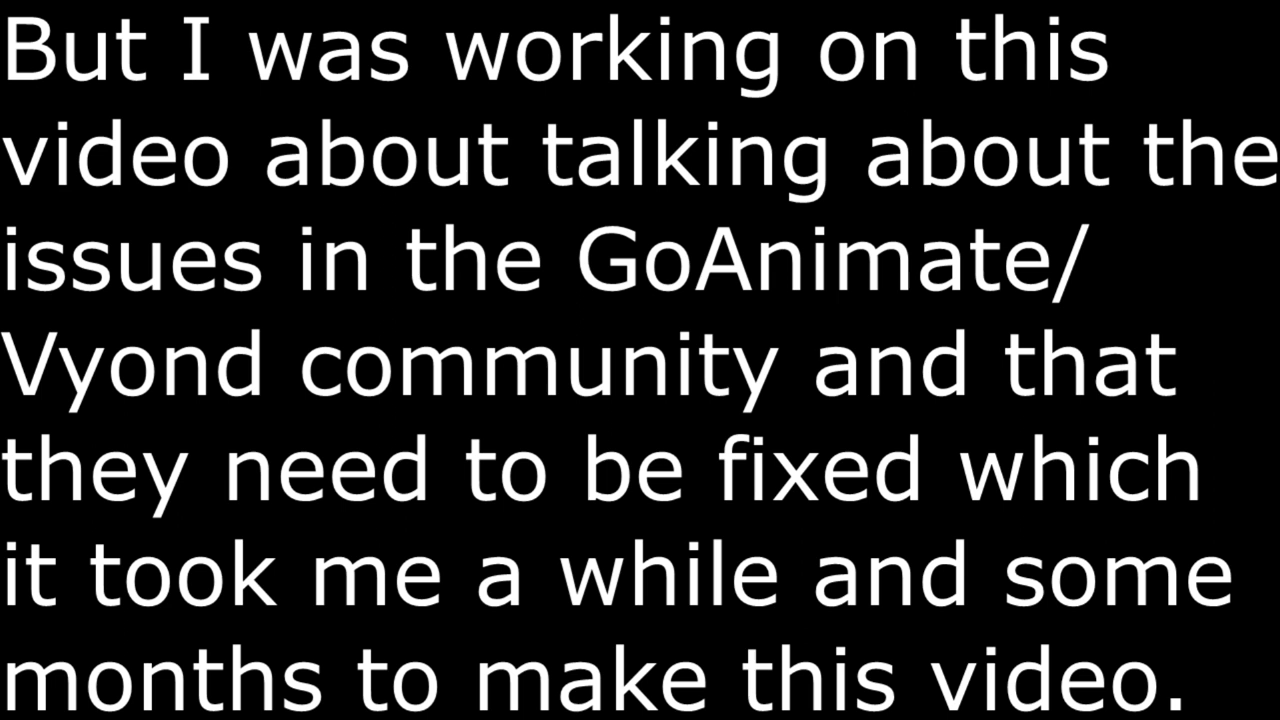 But I was working on this
video about talking about the
issues in the GoAnimate/
Vyond community and that
they need to be fixed which
it took me a while and some
months to make this video.